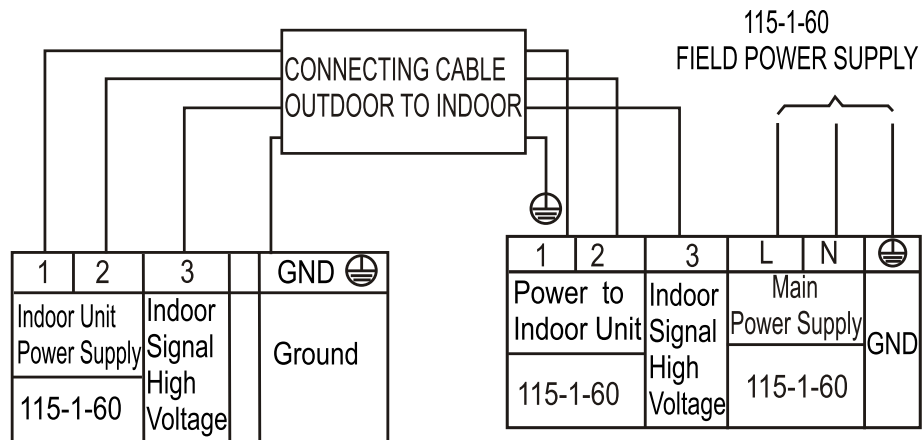 115-1-60
FIELD POWER SUPPLY
CONNECTING CABLE
OUTDOOR TO INDOOR
1 2 3 GND
Indoor Unit
Power Supply
115-1-60
Indoor
Signal
High
Voltage
Ground
1 2 3 L N
Power to
Indoor Unit
115-1-60
Indoor
Signal
High
Voltage
Main
Power Supply
115-1-60
GND